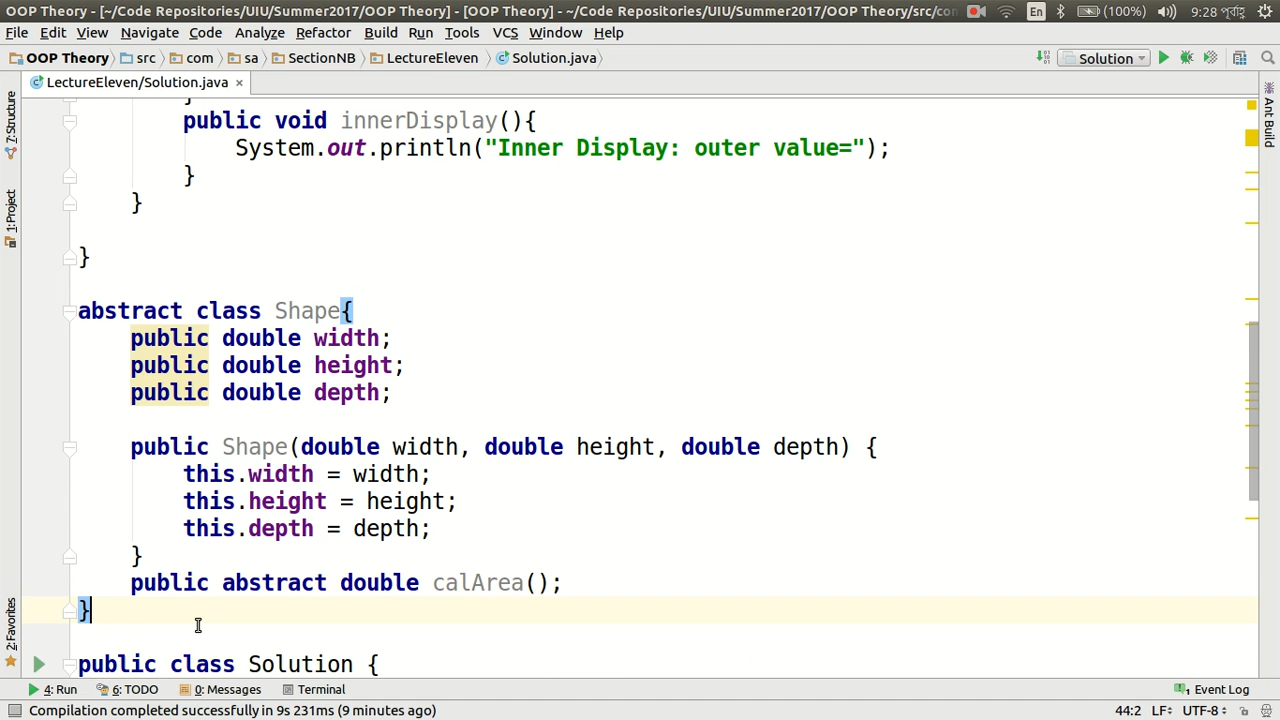 OOP Theory - [~/Code Repositories/UIU/Summer2017/OOP Theory] - [OOP Theory] - ~/Code Repositories/UIU/Summer2017/OOP Theory/src/co
En (100%) 9:28 পূর্বাহ্ণ
File Edit View Navigate Code Analyze Refactor Build Run Tools VCS Window Help
OOP Theory src com sa SectionNB LectureEleven Solution.java Solution
LectureEleven/Solution.java ×
7: Structure
1: Project
2: Favorites
Ant Build
}
public void innerDisplay(){
System.out.println("Inner Display: outer value=");
}
}
}
abstract class Shape{
public double width;
public double height;
public double depth;
public Shape(double width, double height, double depth) {
this.width = width;
this.height = height;
this.depth = depth;
}
public abstract double calArea();
}
public class Solution {
4: Run 6: TODO 0: Messages Terminal 1 Event Log
Compilation completed successfully in 9s 231ms (9 minutes ago) 44:2 LF÷ UTF-8÷